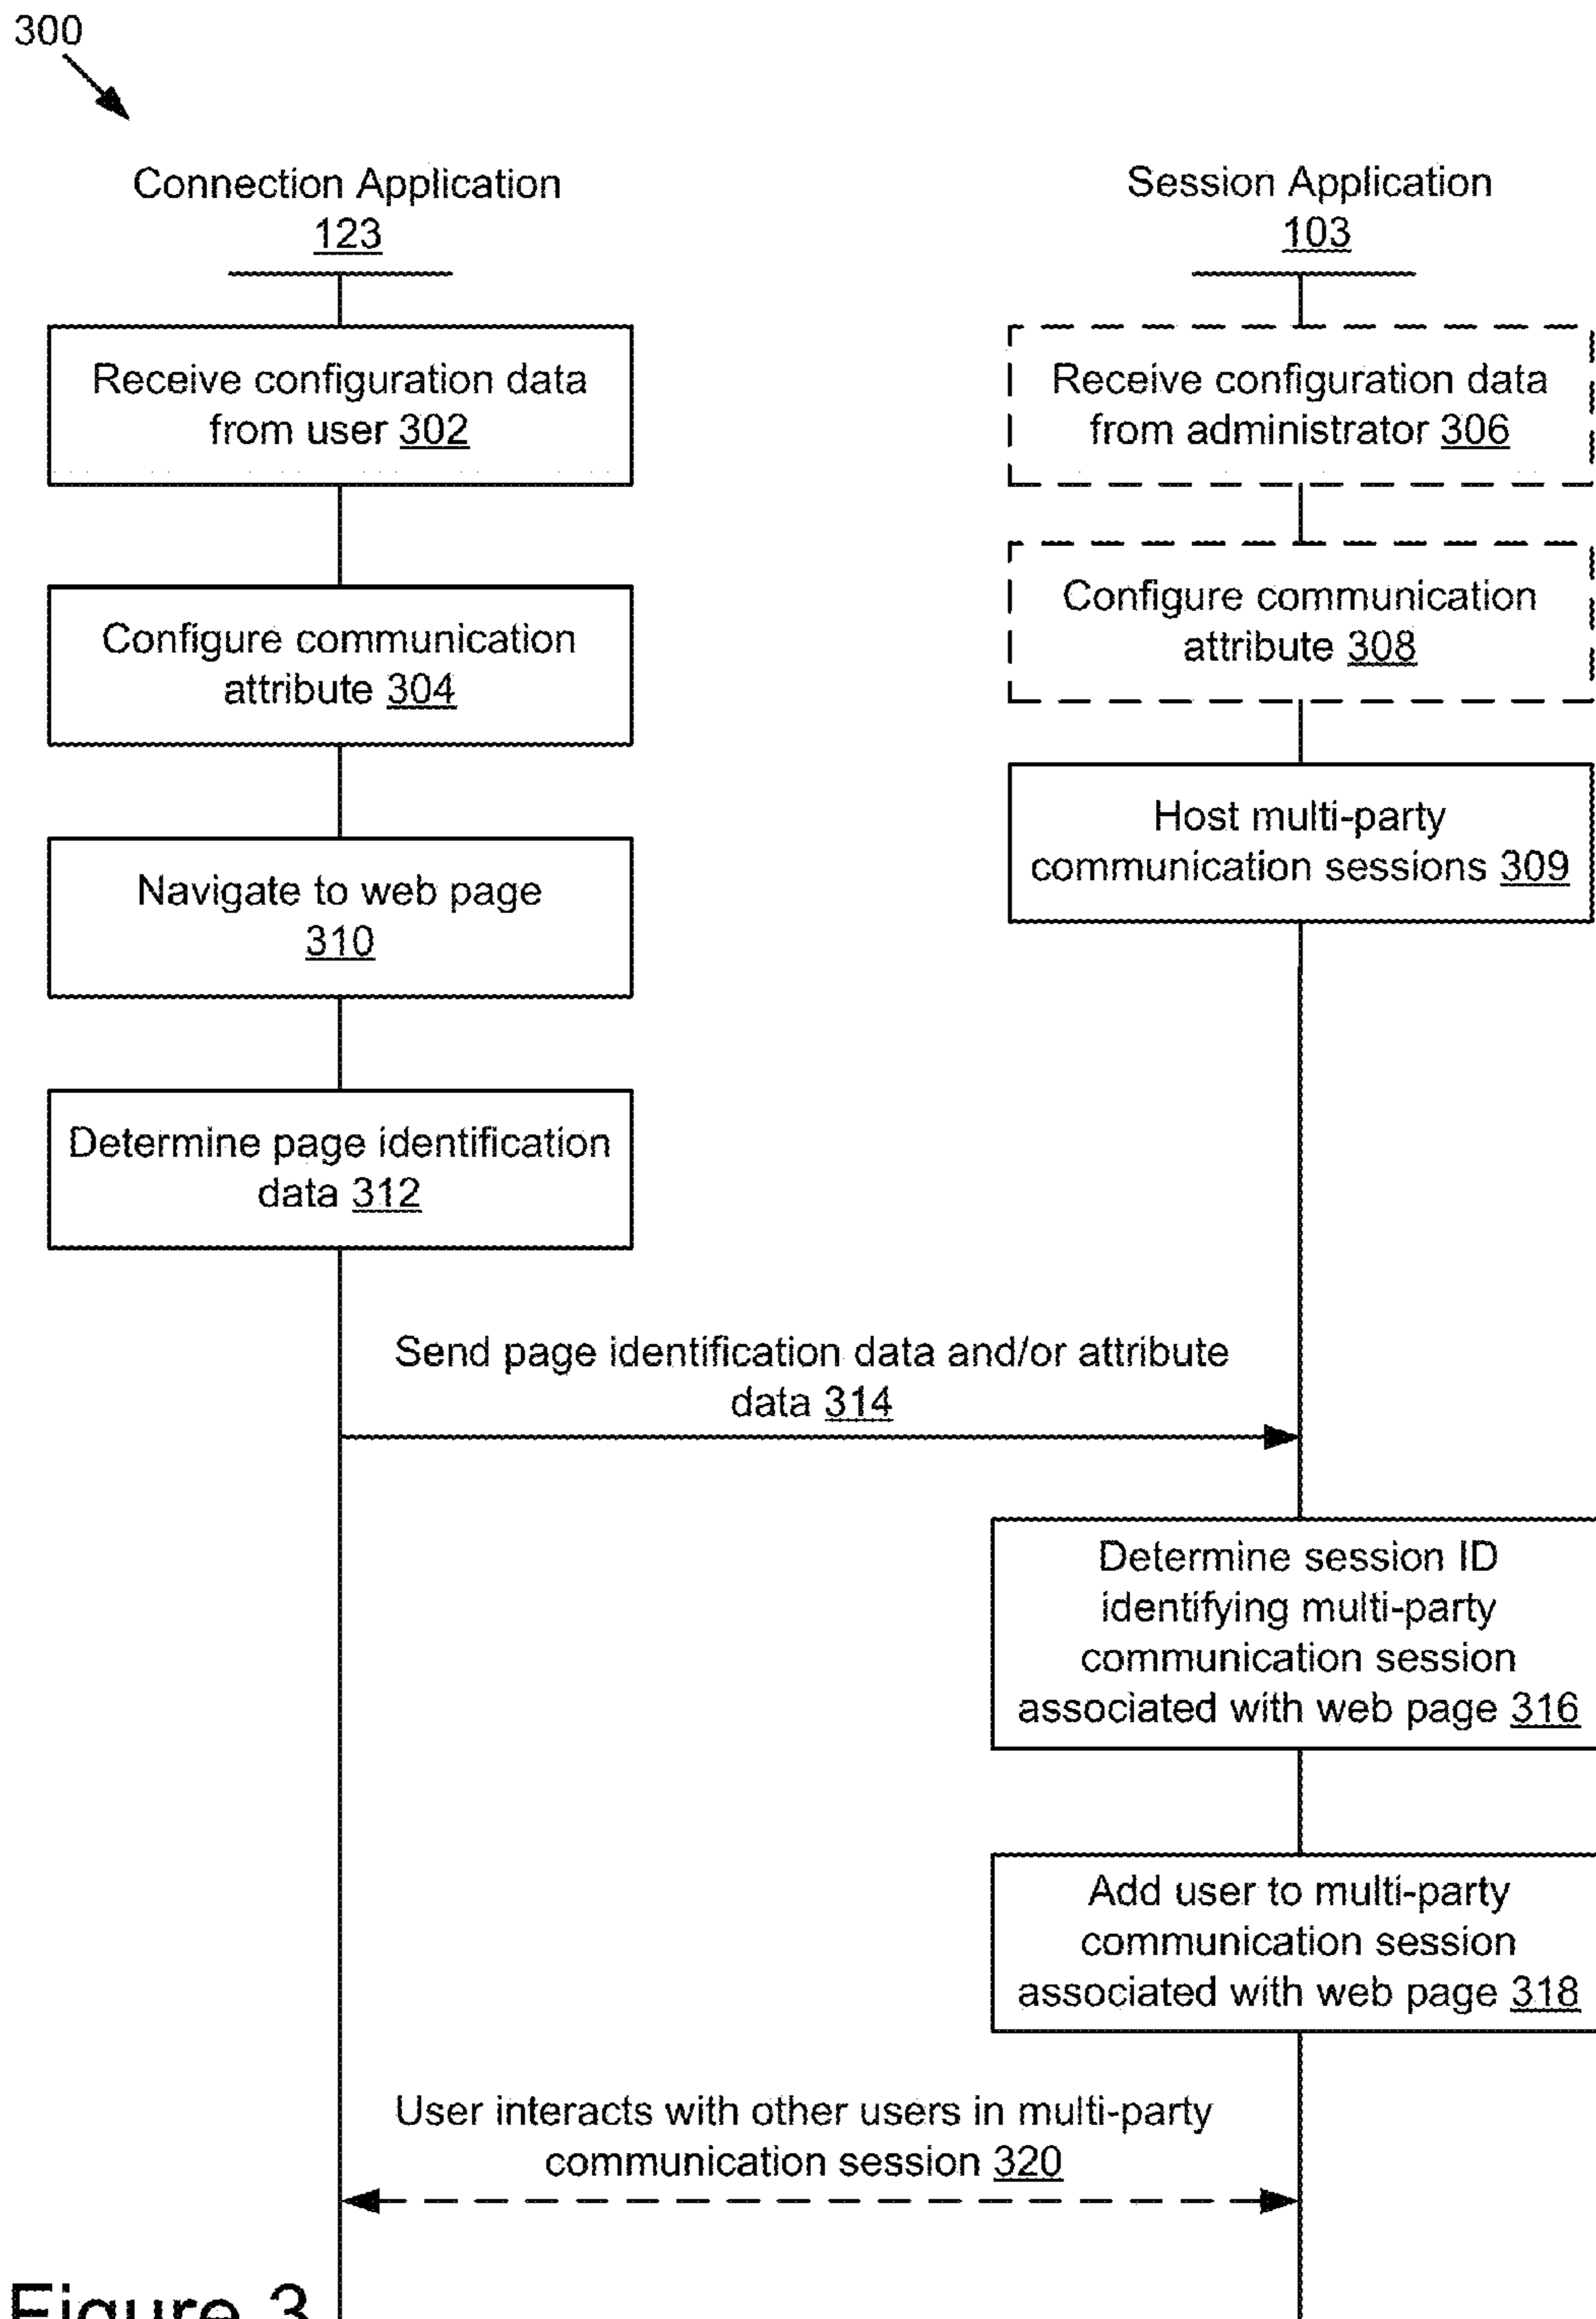 300
Connection Application
123
Session Application
103
Receive configuration data
from user 302
Receive configuration data
from administrator 306
Configure communication
attribute 304
Configure communication
attribute 308
Host multi-party
communication sessions 309
Navigate to web page
310
Determine page identification
data 312
Send page identification data and/or attribute
data 314
Determine session ID
identifying multi-party
communication session
associated with web page 316
Add user to multi-party
communication session
associated with web page 318
User interacts with other users in multi-party
communication session 320
Figure 3